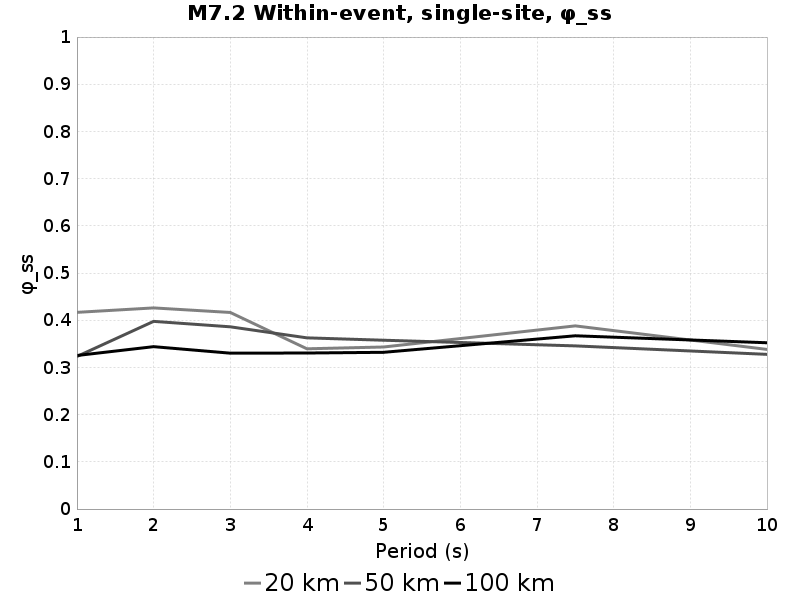 M7.2 Within-event, single-site, φ_ss
1
0.9
0.8
0.7
0.6
0.5
0.4
0.3
0.2
0.1
0
φ_ss
1 2 3 4 5 6 7 8 9 10
Period (s)
20 km 50 km 100 km